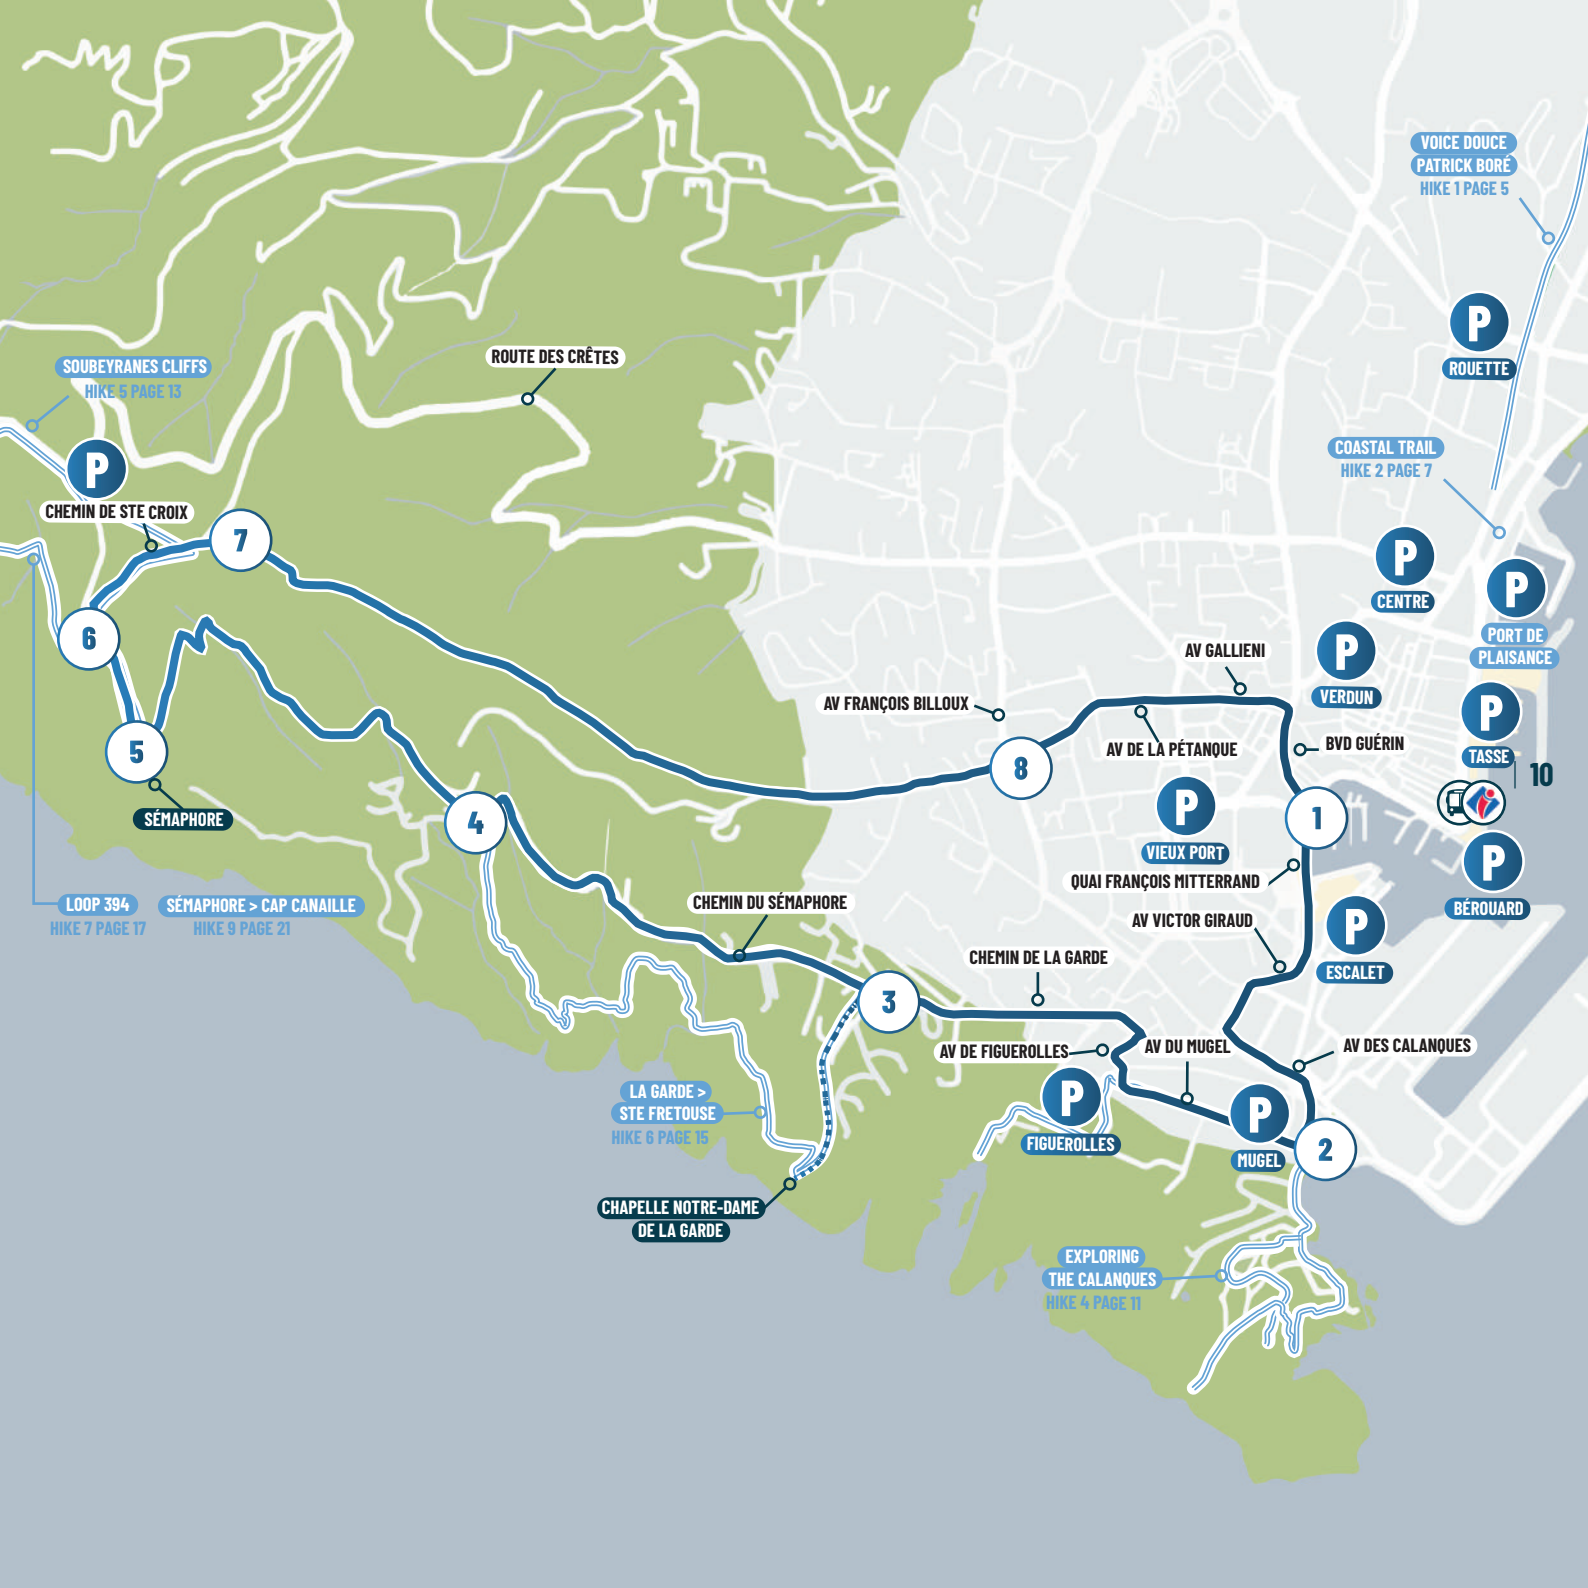 VOICE DOUCE
PATRICK BORÉ
HIKE 1 PAGE 5
P
ROUETTE
ROUTE DES CRÊTES
SOUBEYRANES CLIFFS
HIKE 5 PAGE 13
P
CHEMIN DE STE CROIX
COASTAL TRAIL
HIKE 2 PAGE 7
7
P
CENTRE
P
PORT DE
PLAISANCE
6
P
VERDUN
AV GALLIENI
AV FRANÇOIS BILLOUX
AV DE LA PÉTANQUE
BVD GUÉRIN
P
TASSE
10
5
8
SÉMAPHORE
4
P
VIEUX PORT
1
P
BÉROUARD
QUAI FRANÇOIS MITTERRAND
LOOP 394
HIKE 7 PAGE 17
SÉMAPHORE > CAP CANAILLE
HIKE 9 PAGE 21
CHEMIN DU SÉMAPHORE
AV VICTOR GIRAUD
P
ESCALET
CHEMIN DE LA GARDE
3
AV DE FIGUEROLLES
AV DU MUGEL
AV DES CALANQUES
LA GARDE >
STE FRETOUSE
HIKE 6 PAGE 15
P
FIGUEROLLES
P
MUGEL
2
CHAPELLE NOTRE-DAME
DE LA GARDE
EXPLORING
THE CALANQUES
HIKE 4 PAGE 11